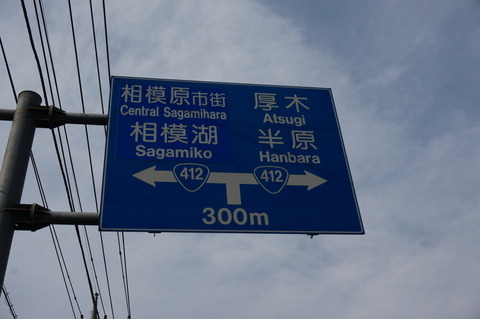 相模原市街
Central Sagamihara
相模湖
Sagamiko
厚木
Atsugi
半原
Hanbara
412
412
300m